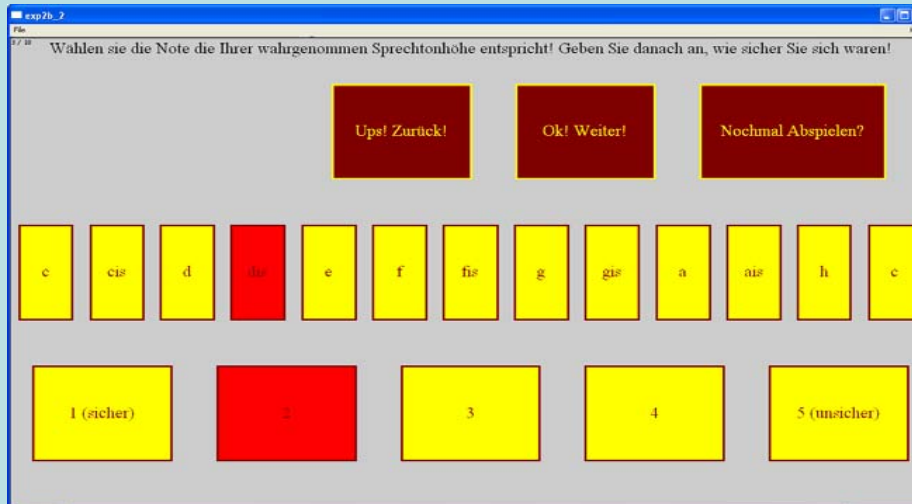 exp2b_2
File
3 / 10
Wählen sie die Note die Ihrer wahrgenommen Sprechtonhöhe entspricht! Geben Sie danach an, wie sicher Sie sich waren!
Ups! Zurück! Ok! Weiter! Nochmal Abspielen?
c cis d dis e f fis g gis a ais h c
1 (sicher) 2 3 4 5 (unsicher)